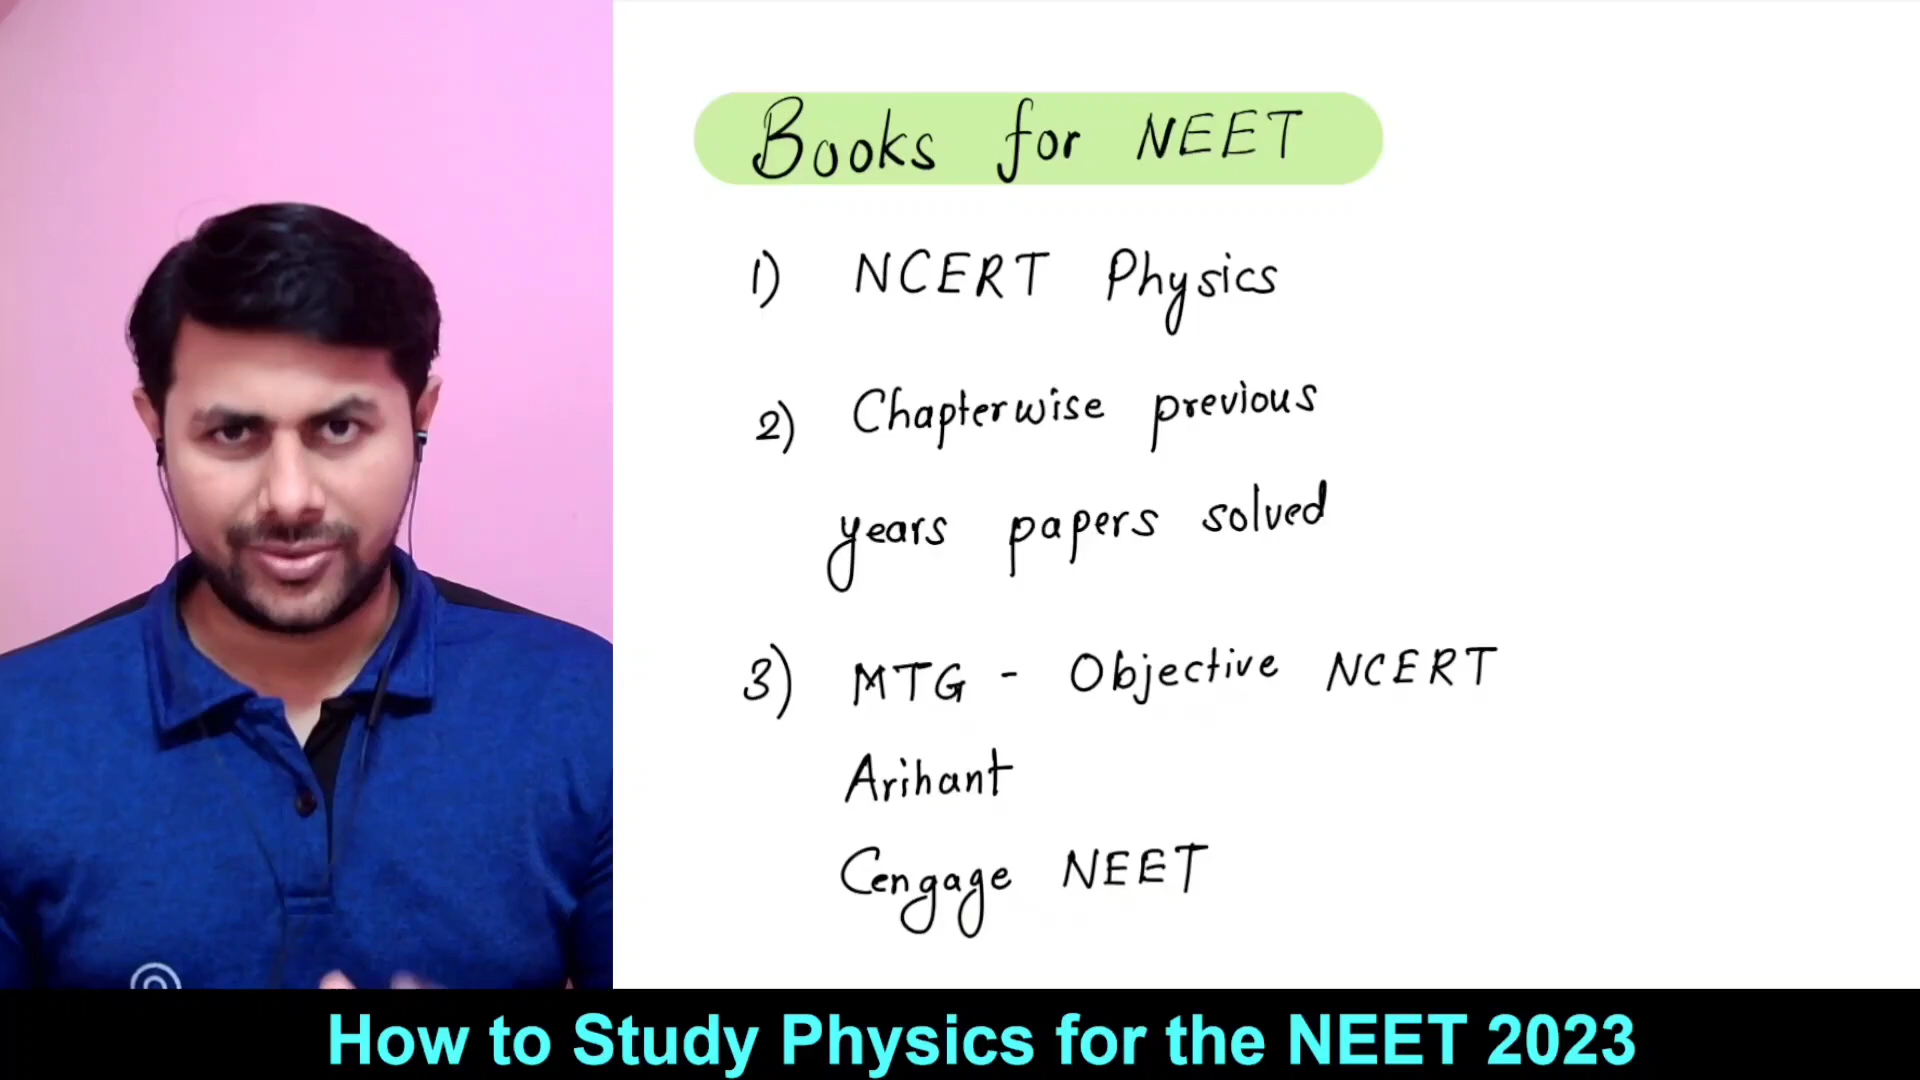 Books for NEET
1) NCERT Physics
2) Chapterwise previous
years papers solved
3) MTG - Objective NCERT
Arihant
Cengage NEET
How to Study Physics for the NEET 2023